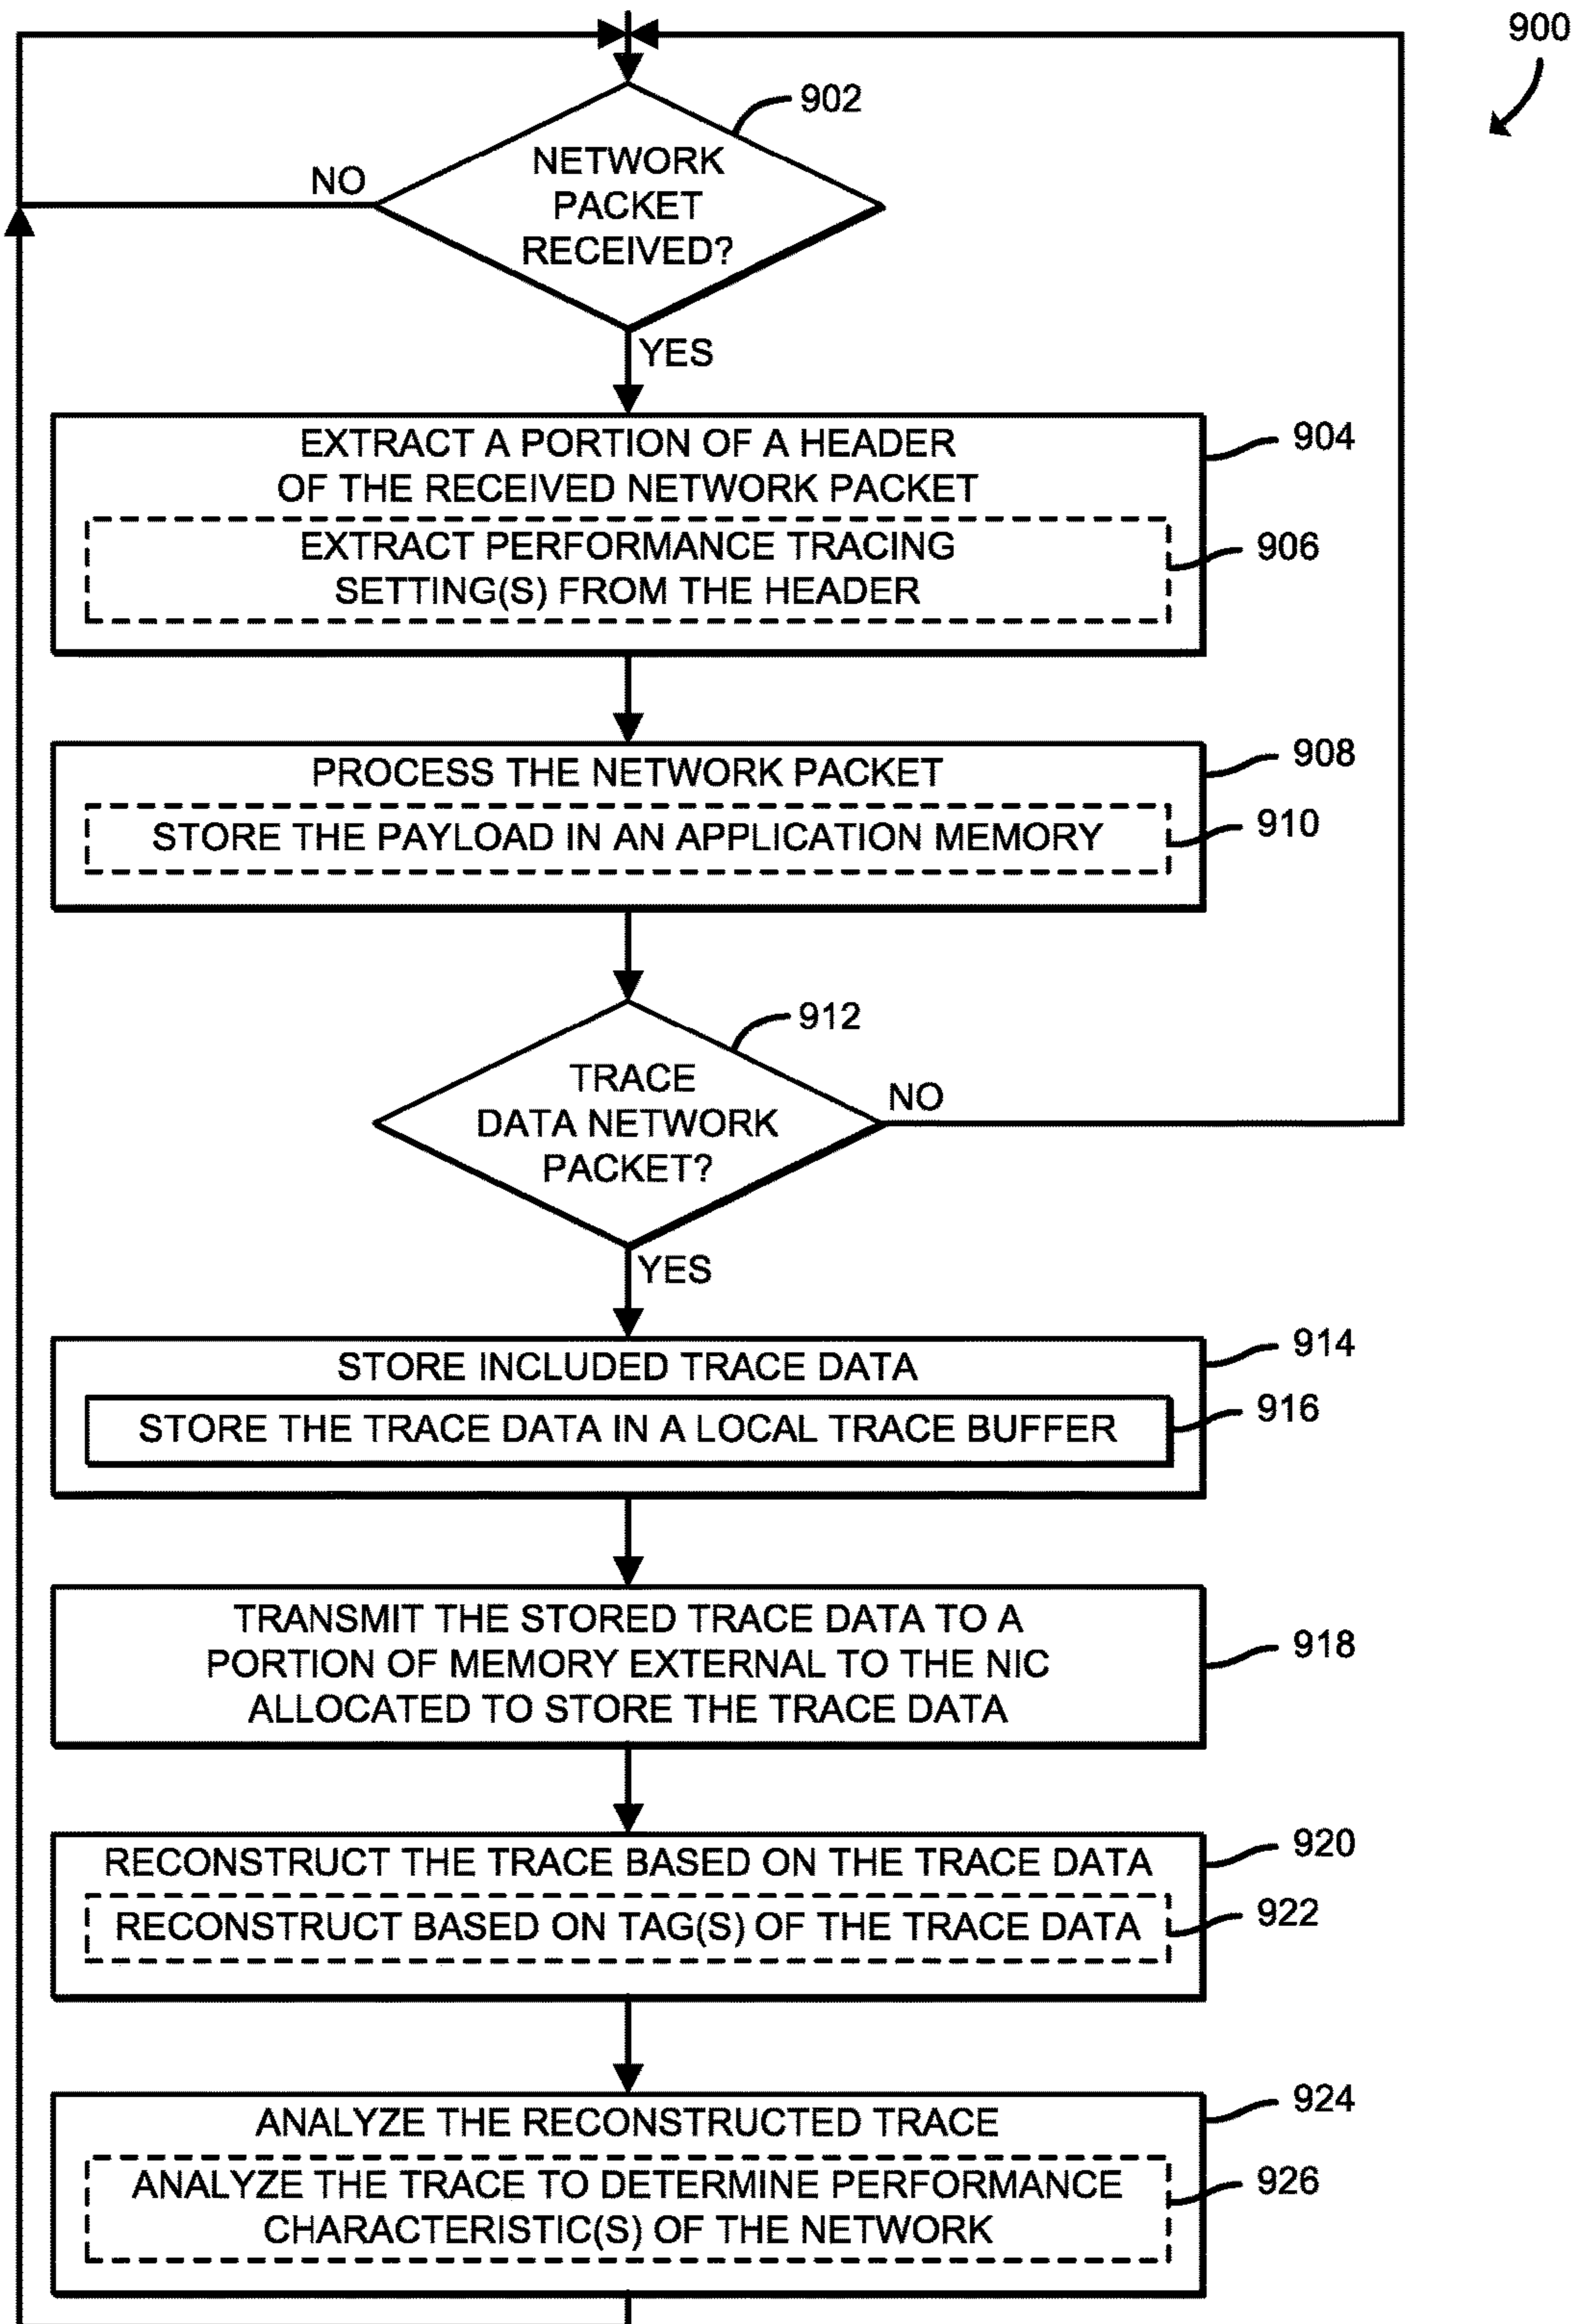 900
902
NETWORK
PACKET
RECEIVED?
NO
YES
EXTRACT A PORTION OF A HEADER
OF THE RECEIVED NETWORK PACKET
904
EXTRACT PERFORMANCE TRACING
SETTING(S) FROM THE HEADER
906
PROCESS THE NETWORK PACKET
908
STORE THE PAYLOAD IN AN APPLICATION MEMORY
910
912
TRACE
DATA NETWORK
PACKET?
NO
YES
STORE INCLUDED TRACE DATA
914
STORE THE TRACE DATA IN A LOCAL TRACE BUFFER
916
TRANSMIT THE STORED TRACE DATA TO A
PORTION OF MEMORY EXTERNAL TO THE NIC
ALLOCATED TO STORE THE TRACE DATA
918
RECONSTRUCT THE TRACE BASED ON THE TRACE DATA
920
RECONSTRUCT BASED ON TAG(S) OF THE TRACE DATA
922
ANALYZE THE RECONSTRUCTED TRACE
924
ANALYZE THE TRACE TO DETERMINE PERFORMANCE
CHARACTERISTIC(S) OF THE NETWORK
926